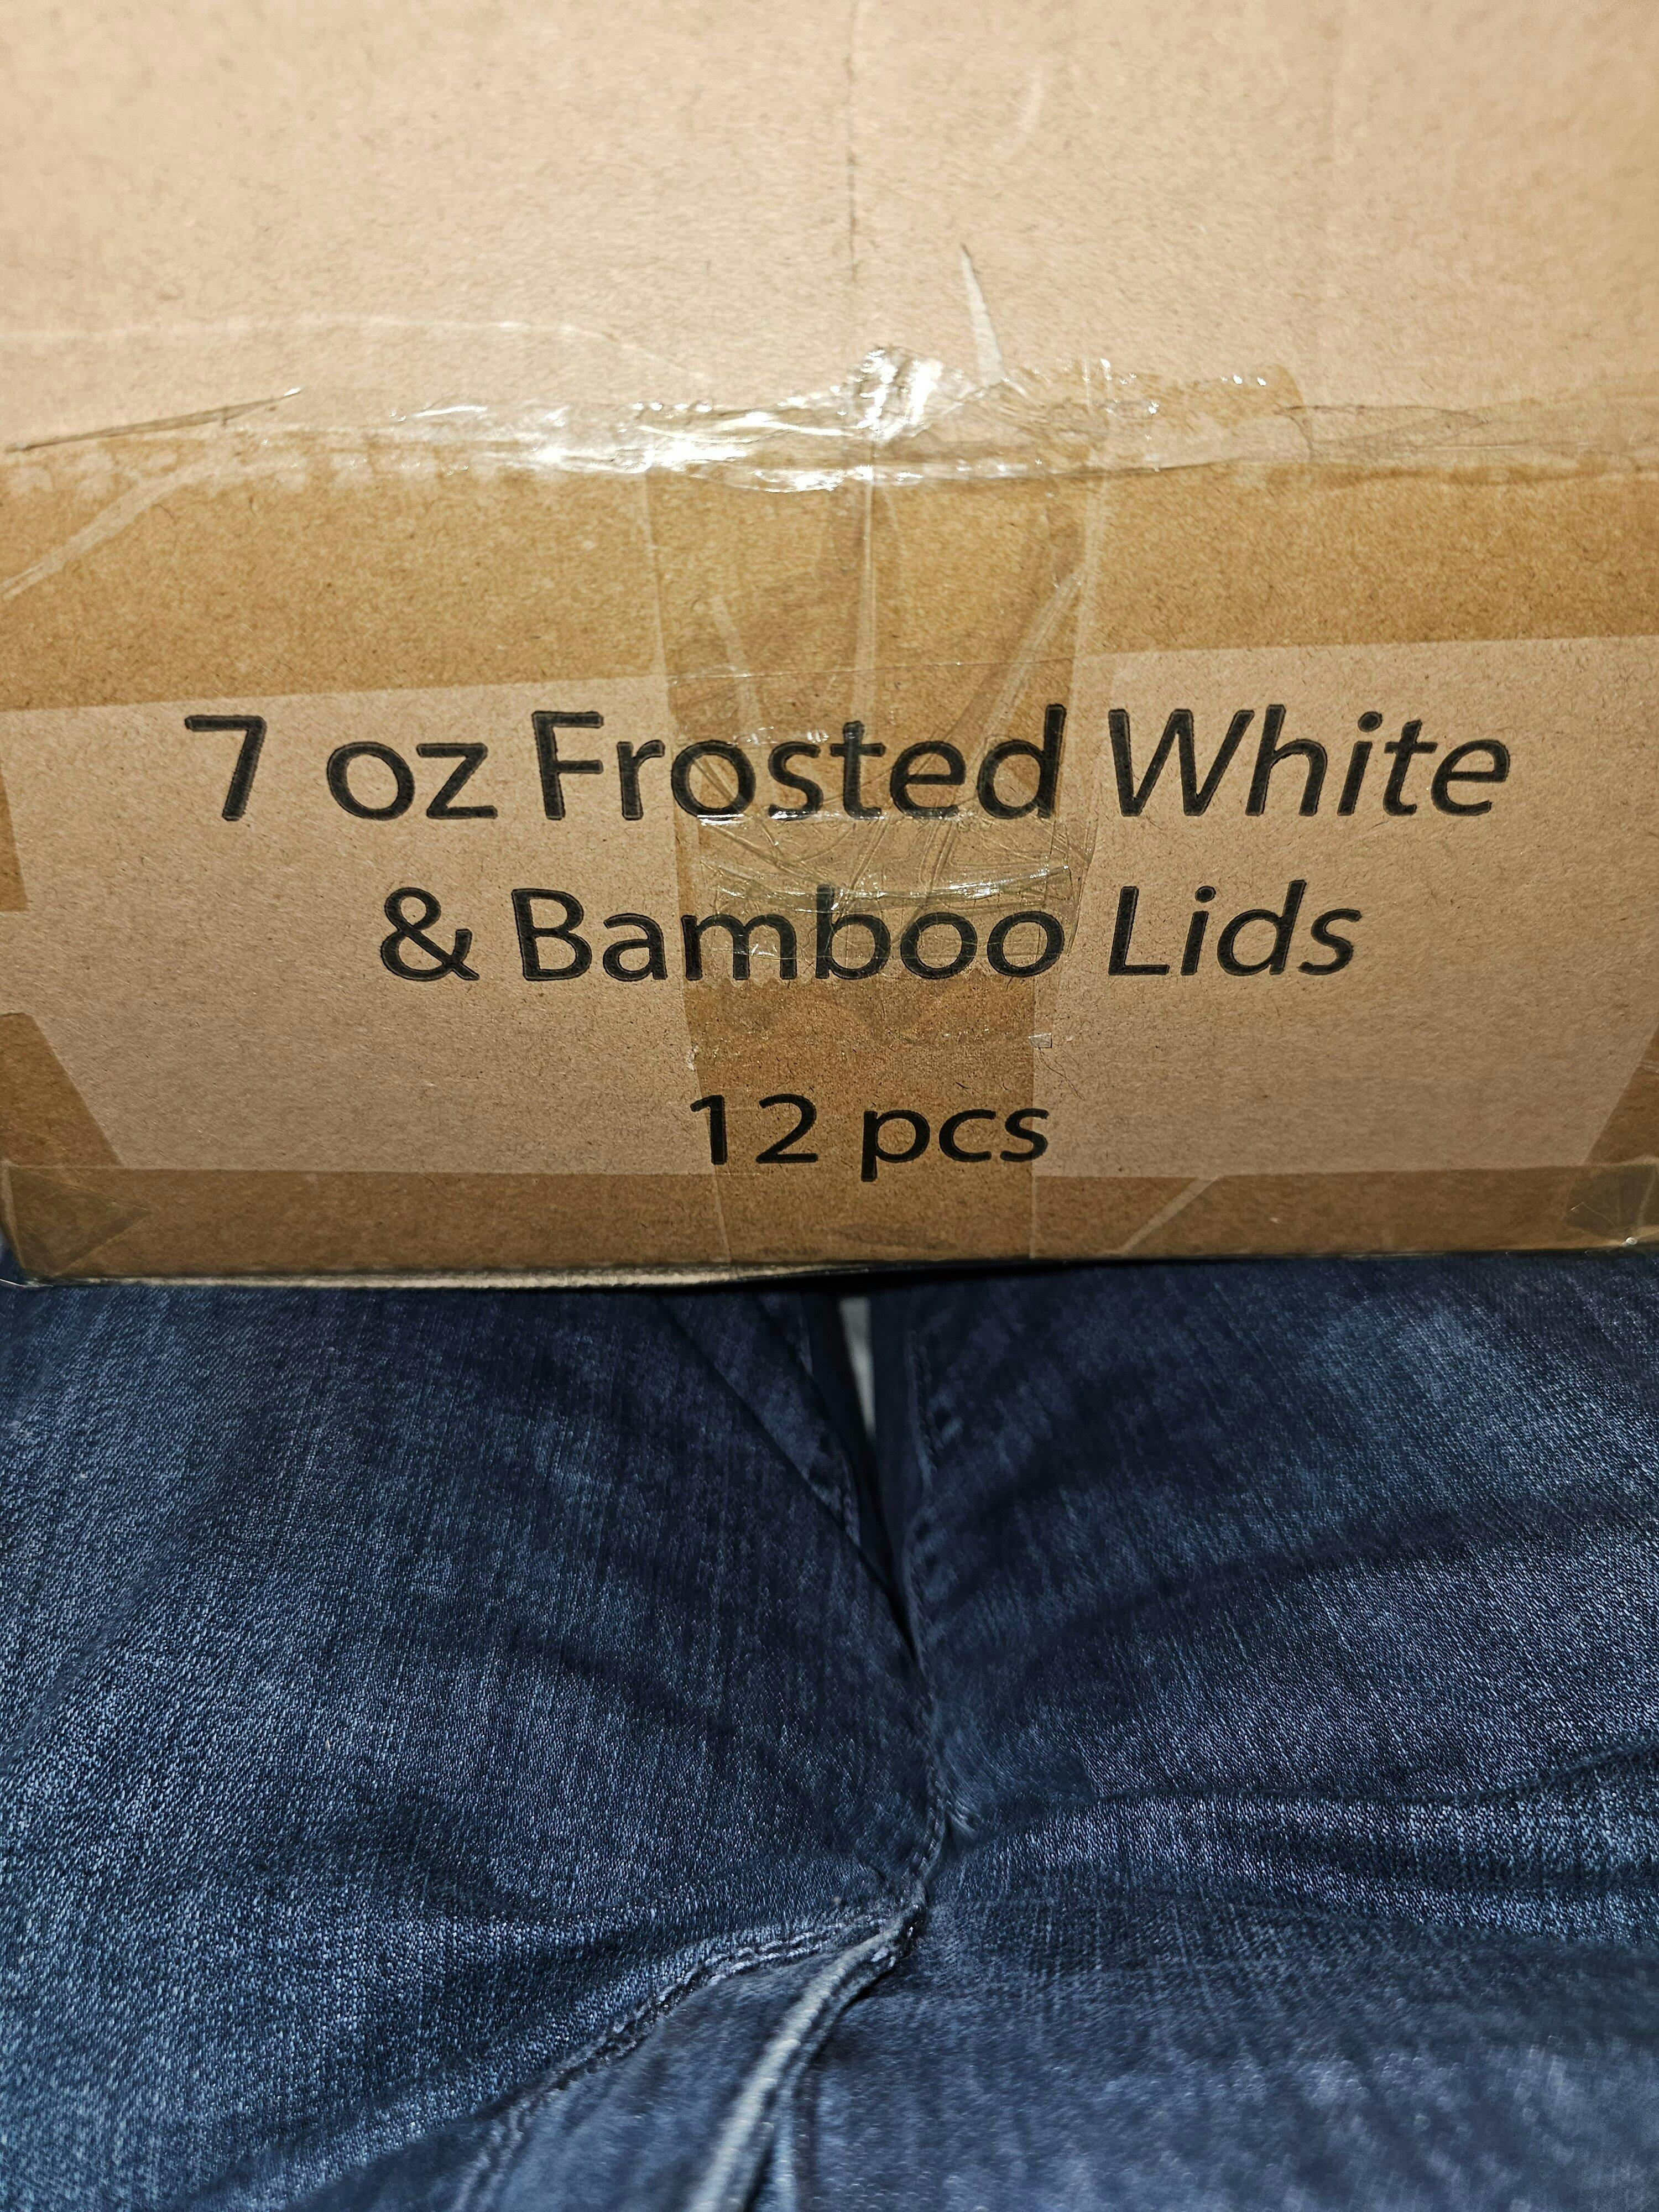 7 oz Frosted White
& Bamboo Lids
12 pcs